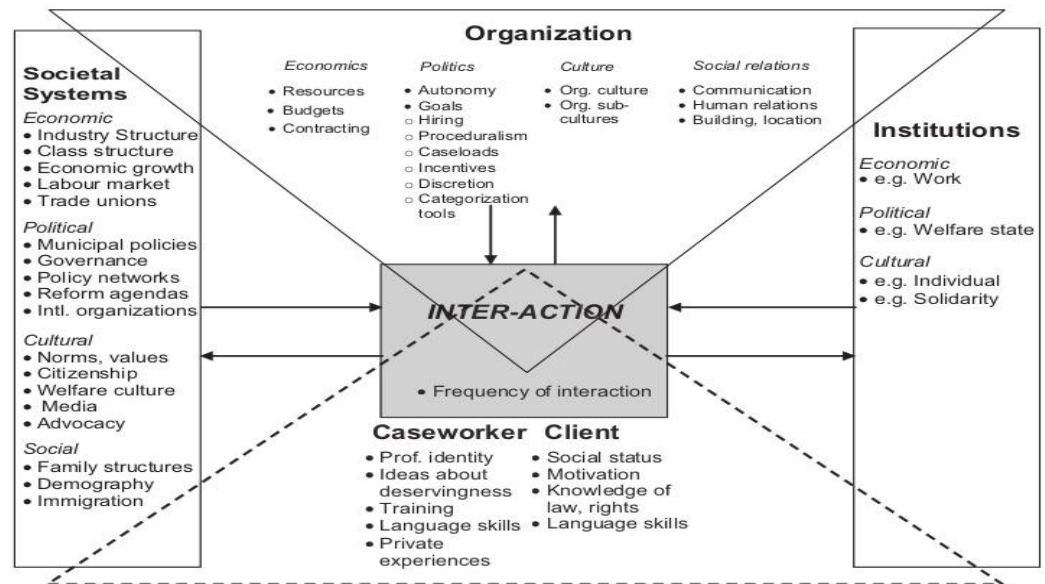 Organization
Economics
• Resources
• Budgets
• Contracting
Politics
• Autonomy
• Goals
○ Hiring
○ Proceduralism
○ Caseloads
○ Incentives
○ Discretion
○ Categorization
tools
Culture
• Org. culture
• Org. sub-
cultures
Social relations
• Communication
• Human relations
• Building, location
Societal
Systems
Economic
• Industry Structure
• Class structure
• Economic growth
• Labour market
• Trade unions
Political
• Municipal policies
• Governance
• Policy networks
• Reform agendas
• Intl. organizations
Cultural
• Norms, values
• Citizenship
• Welfare culture
• Media
• Advocacy
Social
• Family structures
• Demography
• Immigration
INTER-ACTION
• Frequency of interaction
Caseworker
• Prof. identity
• Ideas about
deservingness
• Training
• Language skills
• Private
experiences
Client
• Social status
• Motivation
• Knowledge of
law, rights
• Language skills
Institutions
Economic
• e.g. Work
Political
• e.g. Welfare state
Cultural
• e.g. Individual
• e.g. Solidarity